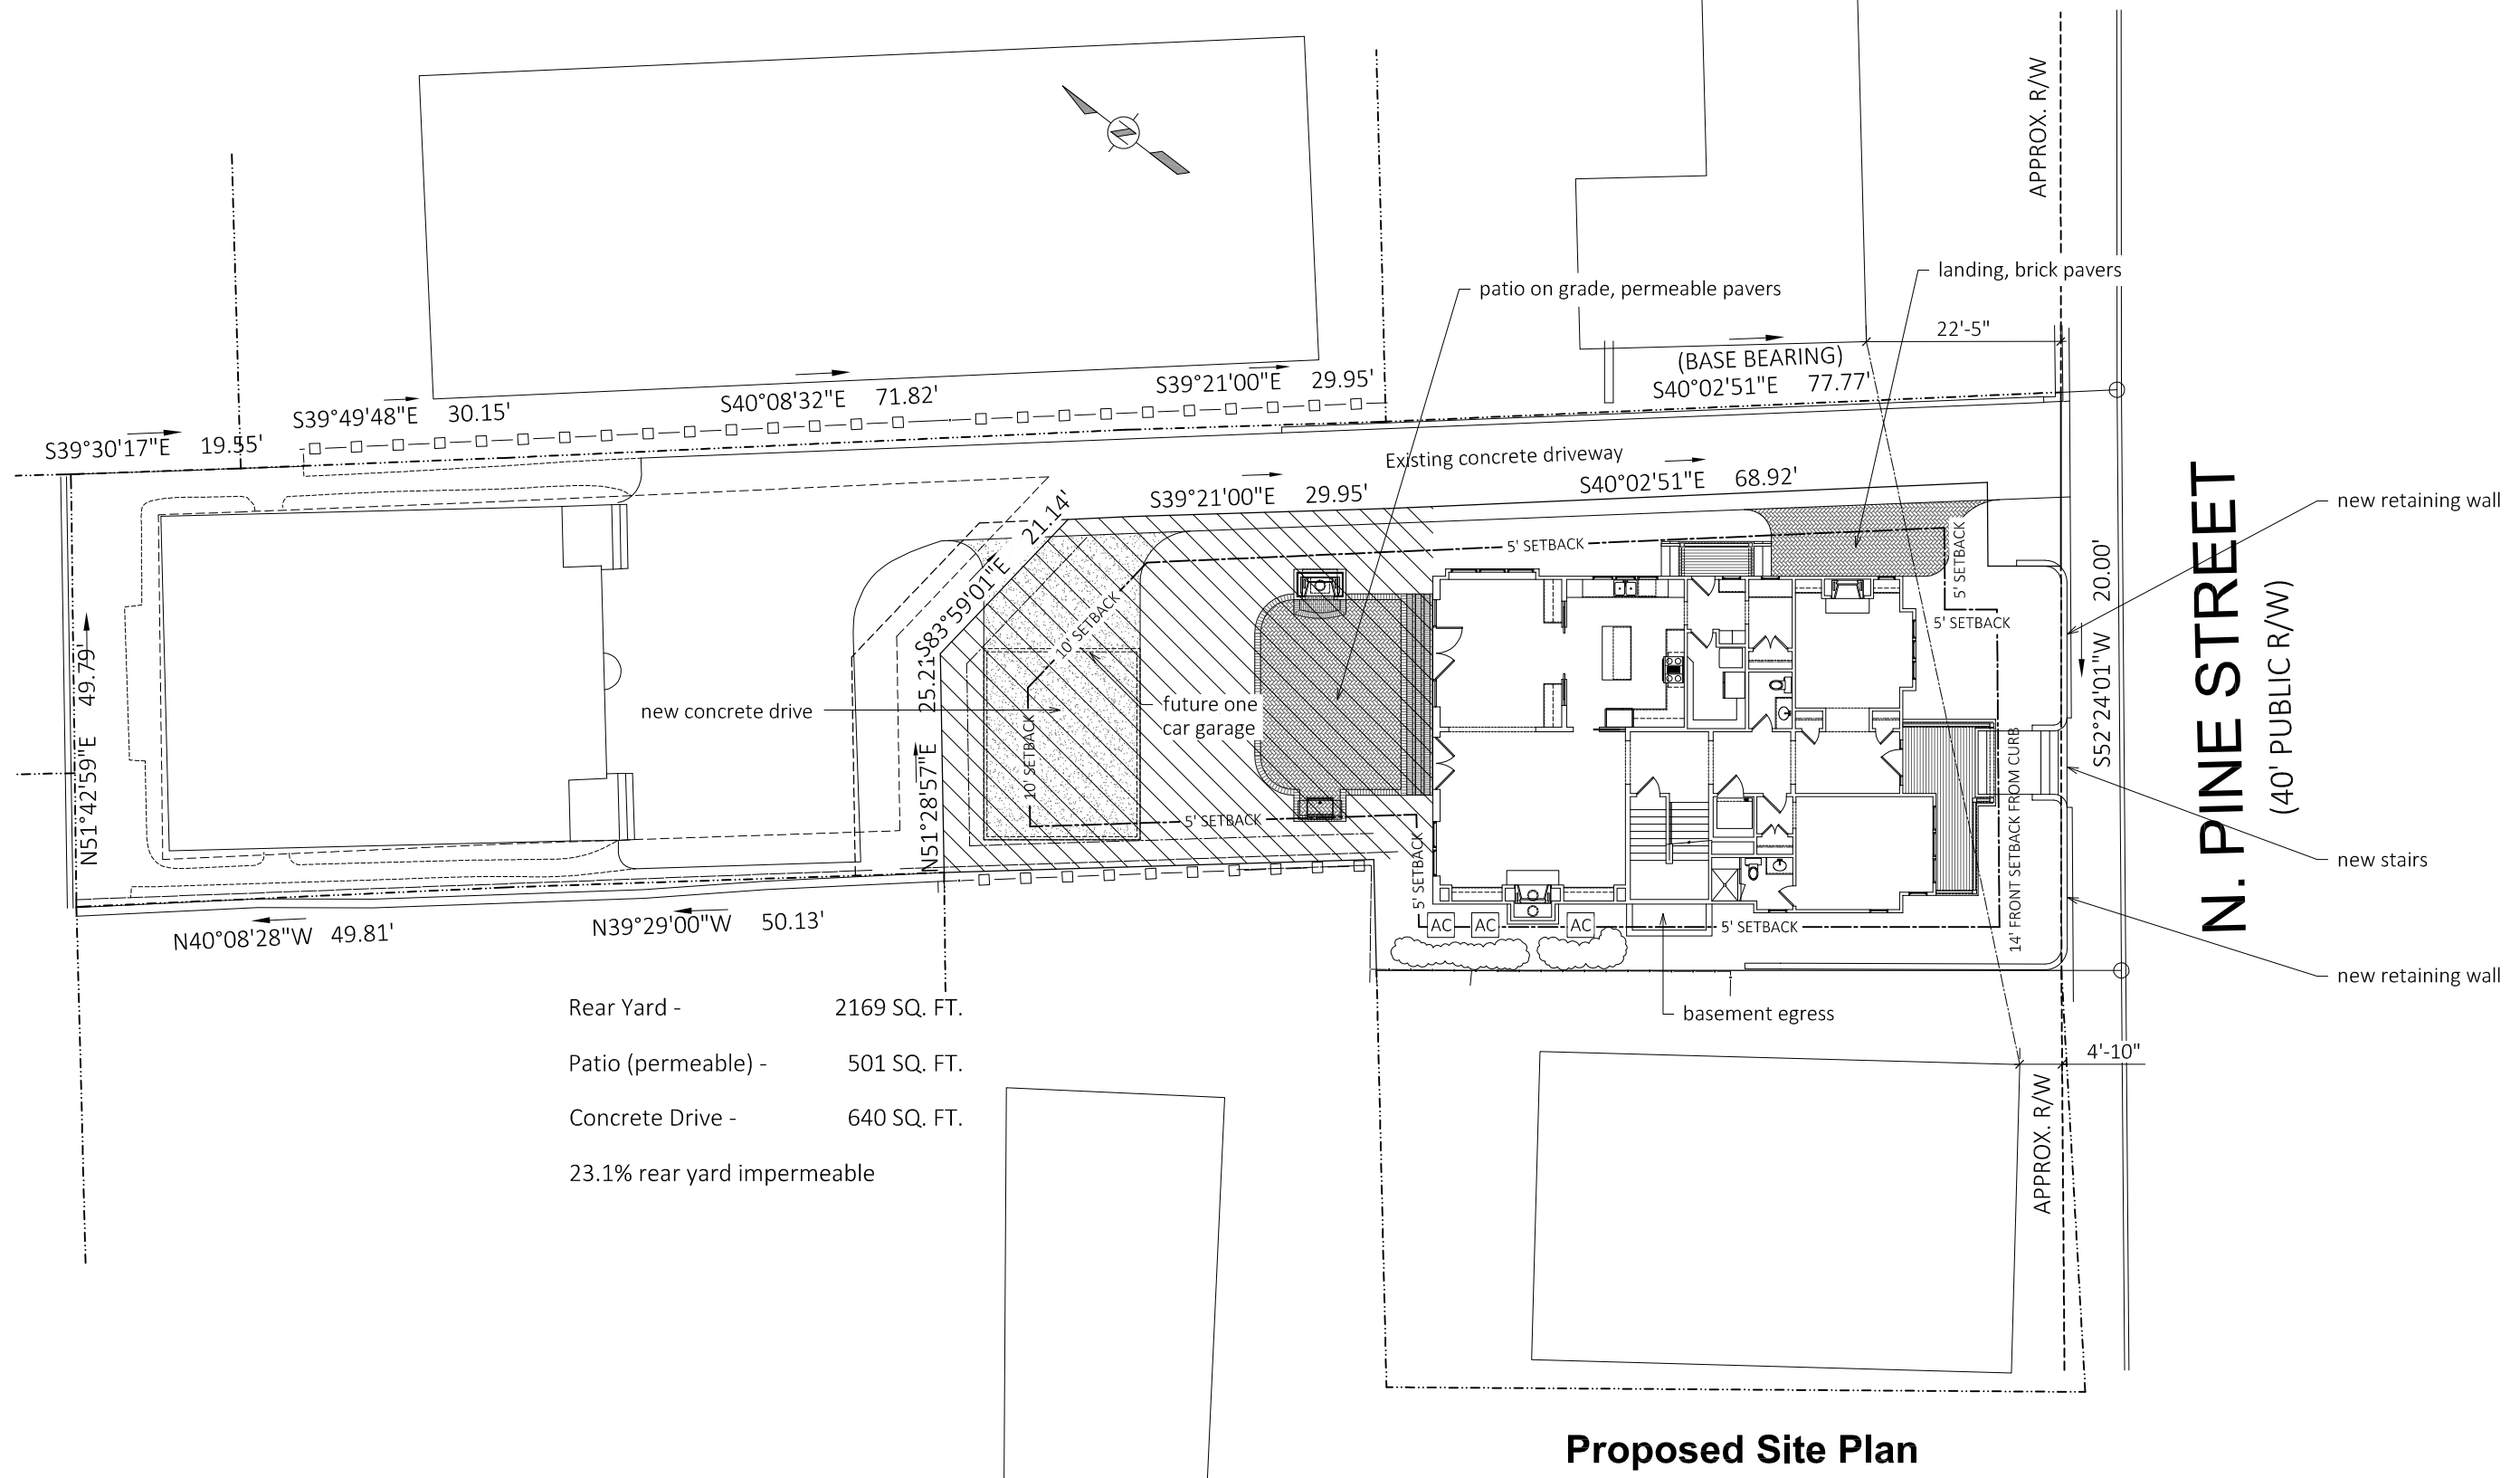 APPROX. R/W
landing, brick pavers
patio on grade, permeable pavers
22'-5"
(BASE BEARING)
S40°02'51"E 77.77'
S39°21'00"E 29.95'
S40°08'32"E 71.82'
S39°49'48"E 30.15'
S39°30'17"E 19.55'
Existing concrete driveway
S40°02'51"E 68.92'
S39°21'00"E 29.95'
new retaining wall
S83°59'01"E 21.14'
5' SETBACK
5' SETBACK
5' SETBACK
10' SETBACK
S52°24'01"W 20.00'
N. PINE STREET
(40' PUBLIC R/W)
N51°42'59"E 49.79'
N51°28'57"E 25.21'
new concrete drive
future one
car garage
10' SETBACK
5' SETBACK
5' SETBACK
14' FRONT SETBACK FROM CURB
new stairs
AC
AC
AC
5' SETBACK
N40°08'28"W 49.81'
N39°29'00"W 50.13'
new retaining wall
basement egress
Rear Yard - 2169 SQ. FT.
Patio (permeable) - 501 SQ. FT.
Concrete Drive - 640 SQ. FT.
23.1% rear yard impermeable
4'-10"
APPROX. R/W
Proposed Site Plan